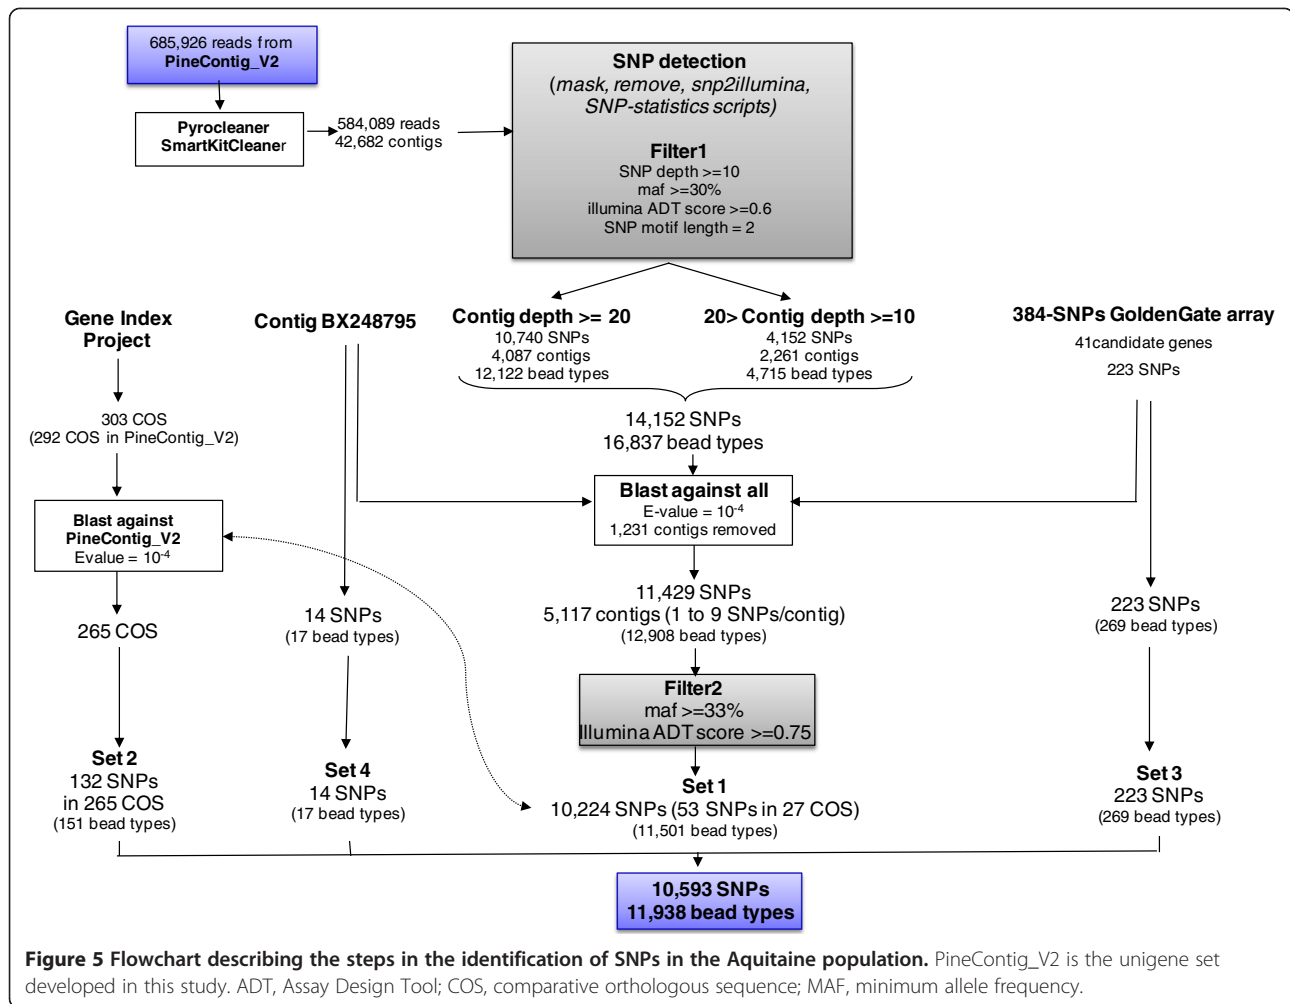 685,926 reads from
PineContig_V2
Pyrocleaner
SmartKitCleaner
584,089 reads
42,682 contigs
SNP detection
(mask, remove, snp2illumina,
SNP-statistics scripts)
Filter1
SNP depth >=10
maf >=30%
illumina ADT score >=0.6
SNP motif length = 2
Gene Index
Project
Contig BX248795
Contig depth >= 20
10,740 SNPs
4,087 contigs
12,122 bead types
20> Contig depth >=10
4,152 SNPs
2,261 contigs
4,715 bead types
384-SNPs GoldenGate array
41candidate genes
223 SNPs
303 COS
(292 COS in PineContig_V2)
14,152 SNPs
16,837 bead types
Blast against
PineContig_V2
Evalue = 10-4
Blast against all
E-value = 10-4
1,231 contigs removed
265 COS
14 SNPs
(17 bead types)
11,429 SNPs
5,117 contigs (1 to 9 SNPs/contig)
(12,908 bead types)
223 SNPs
(269 bead types)
Filter2
maf >=33%
Illumina ADT score >=0.75
Set 2
132 SNPs
in 265 COS
(151 bead types)
Set 4
14 SNPs
(17 bead types)
Set 1
10,224 SNPs (53 SNPs in 27 COS)
(11,501 bead types)
Set 3
223 SNPs
(269 bead types)
10,593 SNPs
11,938 bead types
Figure 5 Flowchart describing the steps in the identification of SNPs in the Aquitaine population. PineContig_V2 is the unigene set
developed in this study. ADT, Assay Design Tool; COS, comparative orthologous sequence; MAF, minimum allele frequency.